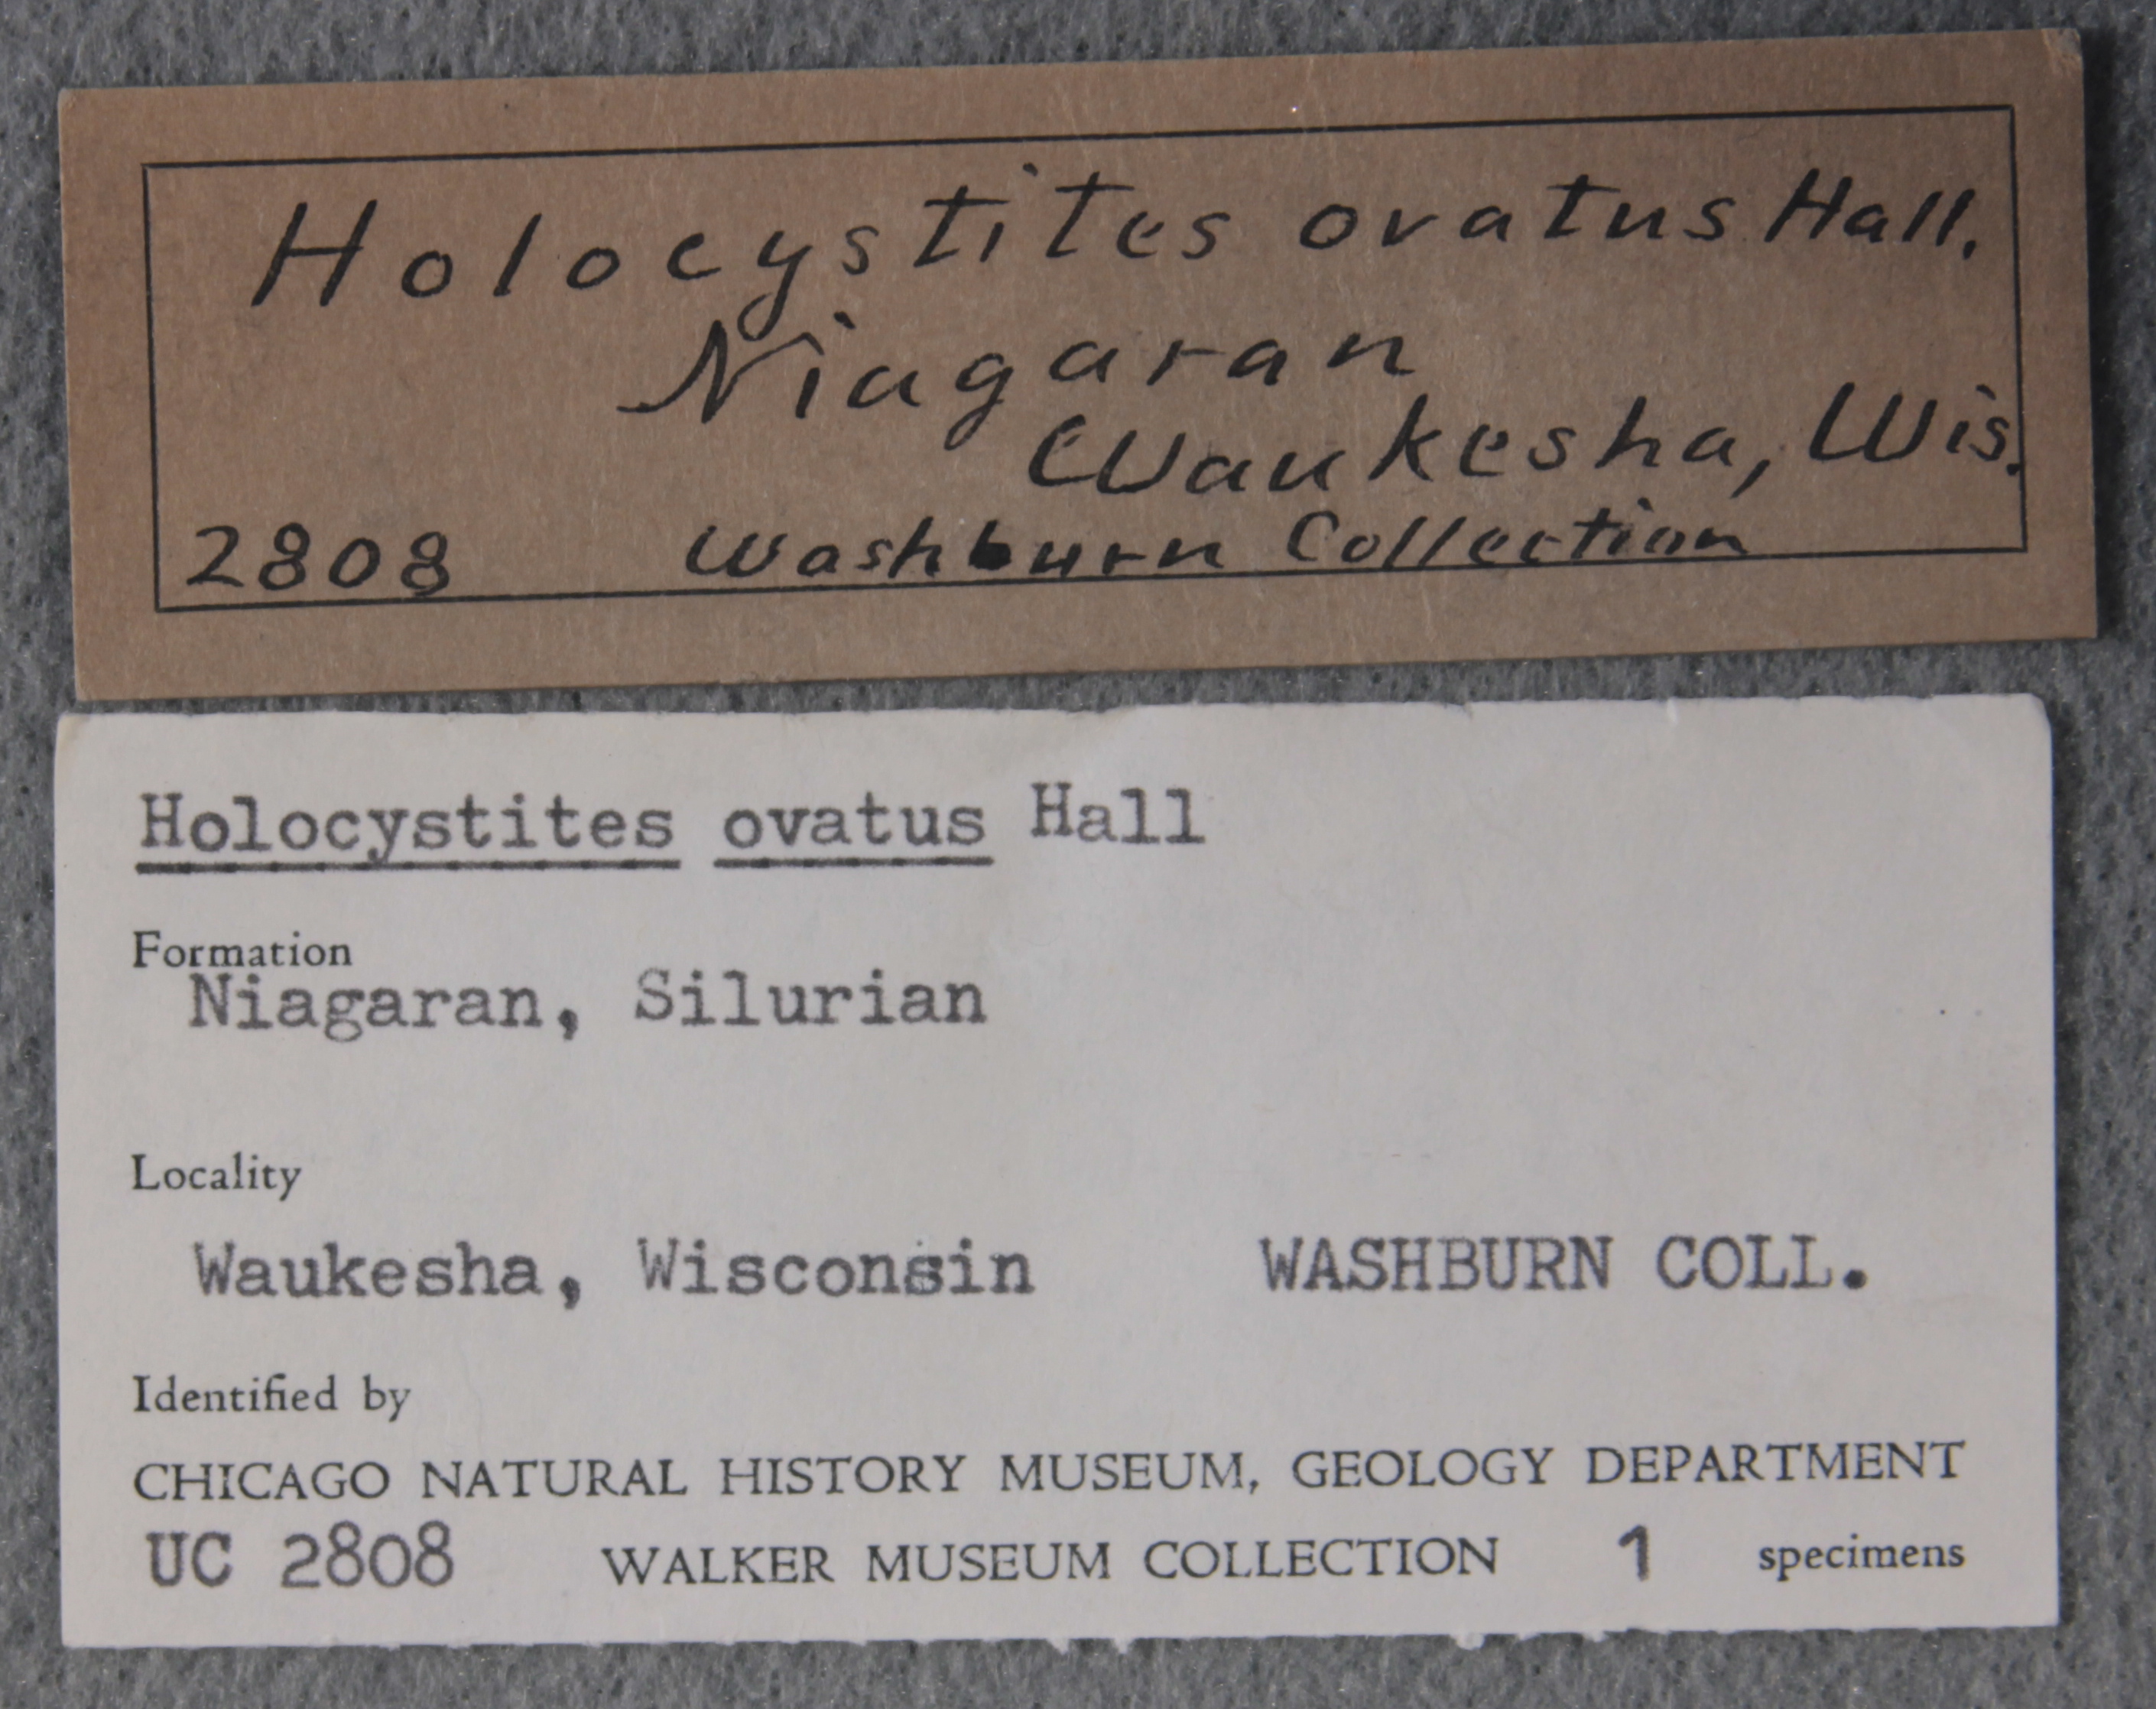 Holocystites ovatus Hall.
Niagaran
Waukesha, Wis.
2808 Washburn Collection
Holocystites ovatus Hall
Formation
Niagaran, Silurian
Locality
Waukesha, Wisconsin WASHBURN COLL.
Identified by
CHICAGO NATURAL HISTORY MUSEUM, GEOLOGY DEPARTMENT
UC 2808 WALKER MUSEUM COLLECTION 1 specimens